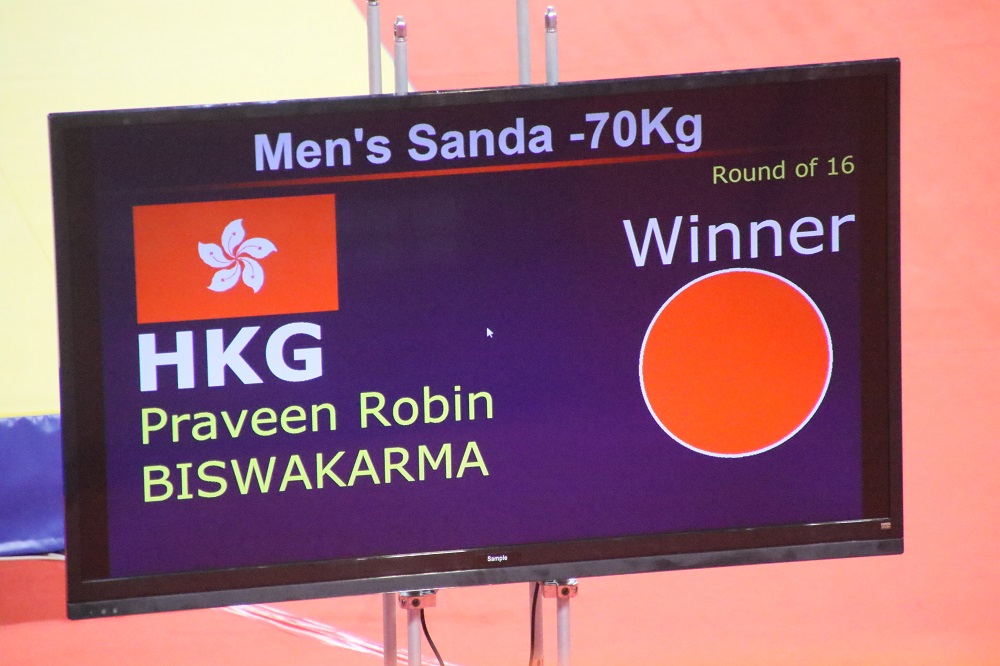 Men's Sanda -70Kg
Round of 16
Winner
HKG
Praveen Robin
BISWAKARMA
Sample